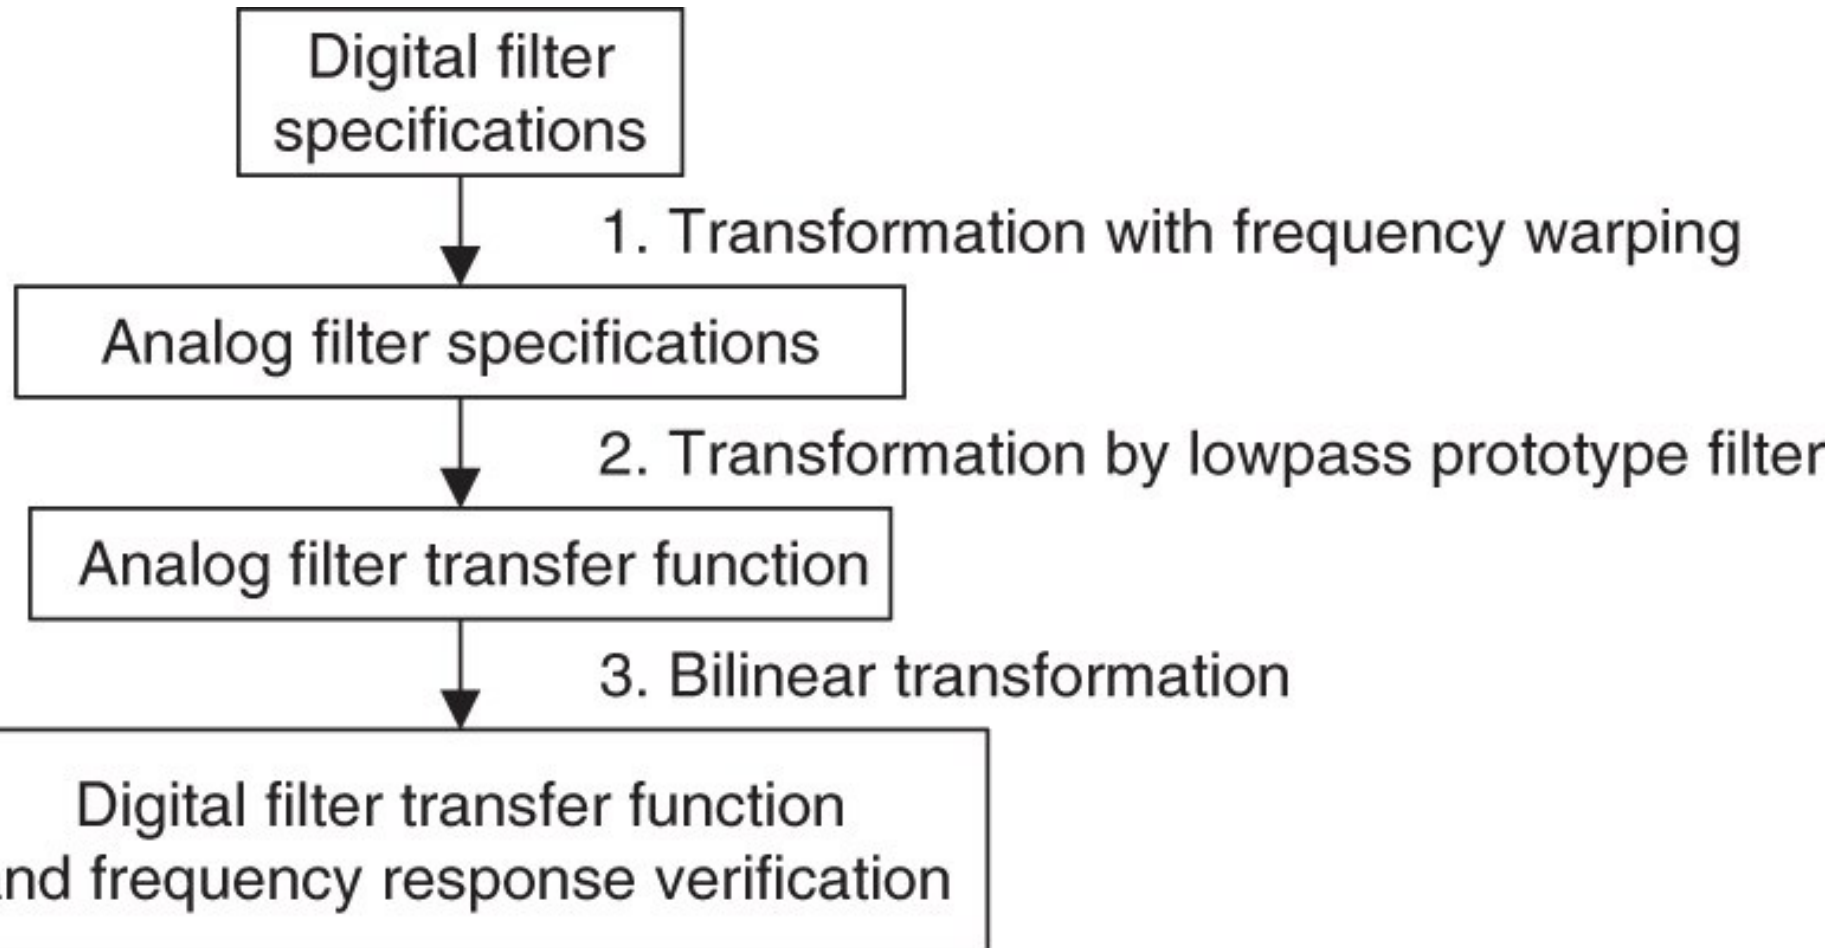 Digital filter
specifications
1. Transformation with frequency warping
Analog filter specifications
2. Transformation by lowpass prototype filter
Analog filter transfer function
3. Bilinear transformation
Digital filter transfer function
frequency response verification